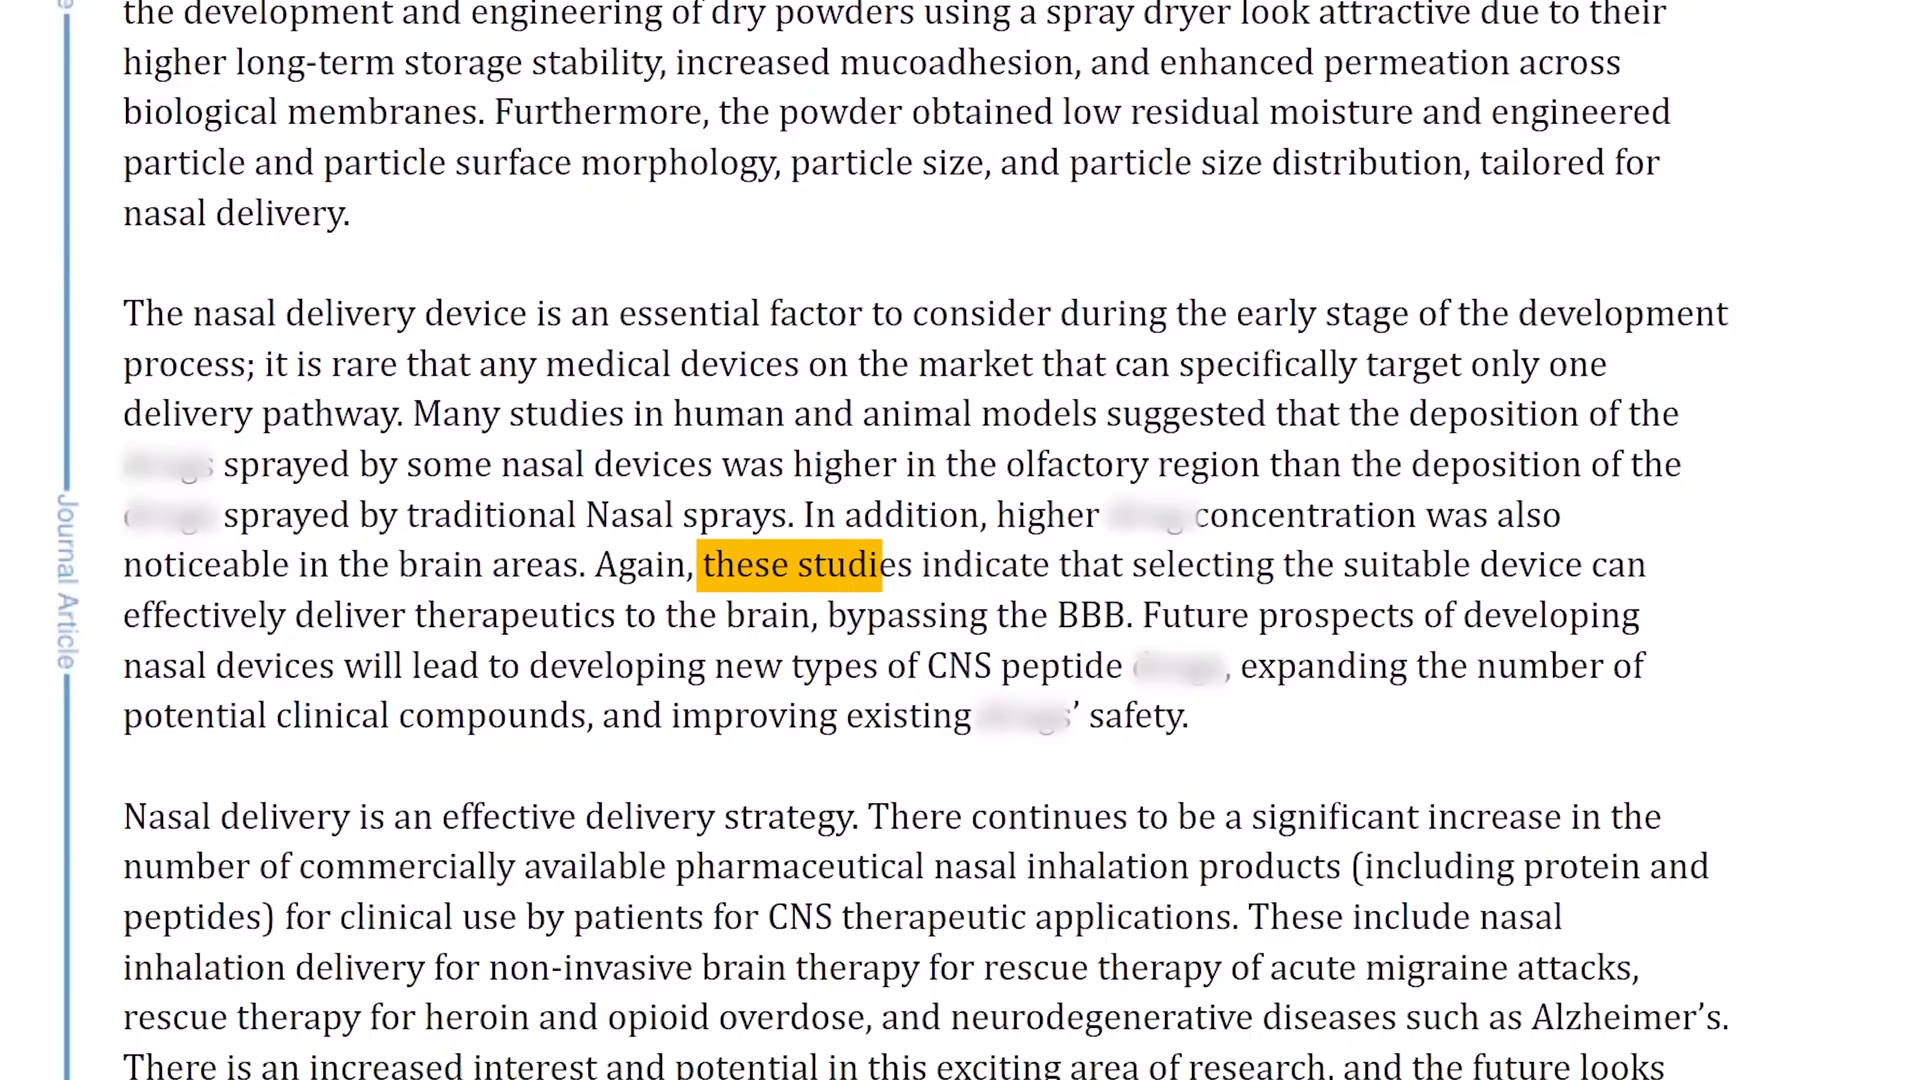 the development and engineering of dry powders using a spray dryer look attractive due to their
higher long-term storage stability, increased mucoadhesion, and enhanced permeation across
biological membranes. Furthermore, the powder obtained low residual moisture and engineered
particle and particle surface morphology, particle size, and particle size distribution, tailored for
nasal delivery.
The nasal delivery device is an essential factor to consider during the early stage of the development
process; it is rare that any medical devices on the market that can specifically target only one
delivery pathway. Many studies in human and animal models suggested that the deposition of the
sprayed by some nasal devices was higher in the olfactory region than the deposition of the
sprayed by traditional Nasal sprays. In addition, higher concentration was also
noticeable in the brain areas. Again, these studies indicate that selecting the suitable device can
effectively deliver therapeutics to the brain, bypassing the BBB. Future prospects of developing
nasal devices will lead to developing new types of CNS peptide , expanding the number of
potential clinical compounds, and improving existing ’ safety.
Nasal delivery is an effective delivery strategy. There continues to be a significant increase in the
number of commercially available pharmaceutical nasal inhalation products (including protein and
peptides) for clinical use by patients for CNS therapeutic applications. These include nasal
inhalation delivery for non-invasive brain therapy for rescue therapy of acute migraine attacks,
rescue therapy for heroin and opioid overdose, and neurodegenerative diseases such as Alzheimer’s.
There is an increased interest and potential in this exciting area of research, and the future looks
Journal Article